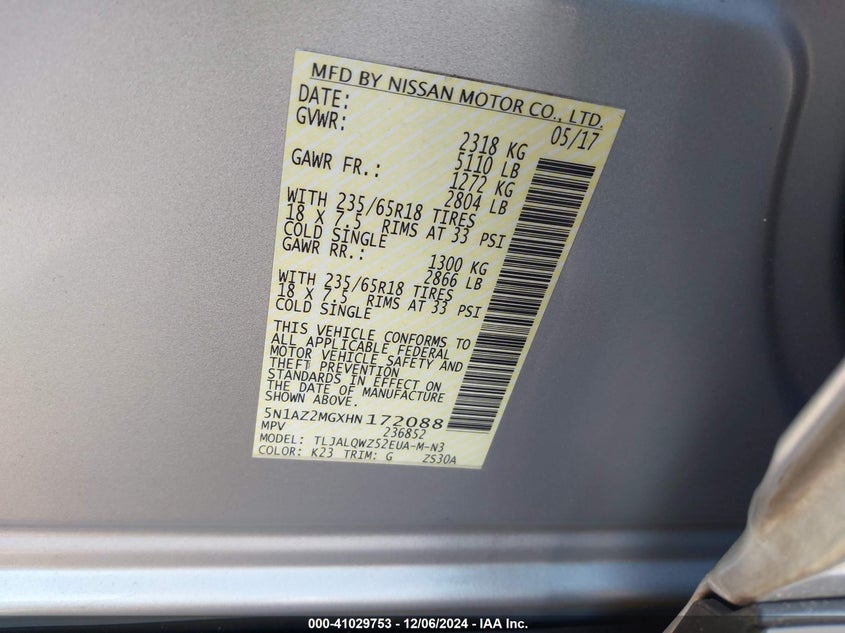 MFD BY NISSAN MOTOR CO., LTD.
DATE: 05/17
GVWR: 2318 KG
5110 LB
GAWR FR.: 1272 KG
2804 LB
WITH 235/65R18 TIRES
18 X 7.5 RIMS AT 33 PSI
COLD SINGLE
GAWR RR.: 1300 KG
2866 LB
WITH 235/65R18 TIRES
18 X 7.5 RIMS AT 33 PSI
COLD SINGLE
THIS VEHICLE CONFORMS TO
ALL APPLICABLE FEDERAL
MOTOR VEHICLE SAFETY AND
THEFT PREVENTION
STANDARDS IN EFFECT ON
THE DATE OF MANUFACTURE
SHOWN ABOVE.
5N1AZ2MGXHN172088
MPV 236852
MODEL: TLJALQWZ52EUA-M-N3
COLOR: K23 TRIM: G ZS30A
000-41029753 - 12/06/2024 - IAA Inc.